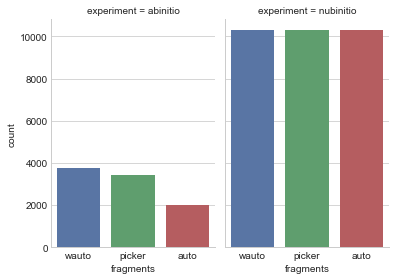 experiment = abinitio
experiment = nubinitio
10000
8000
6000
4000
2000
0
count
wauto picker auto
wauto picker auto
fragments
fragments